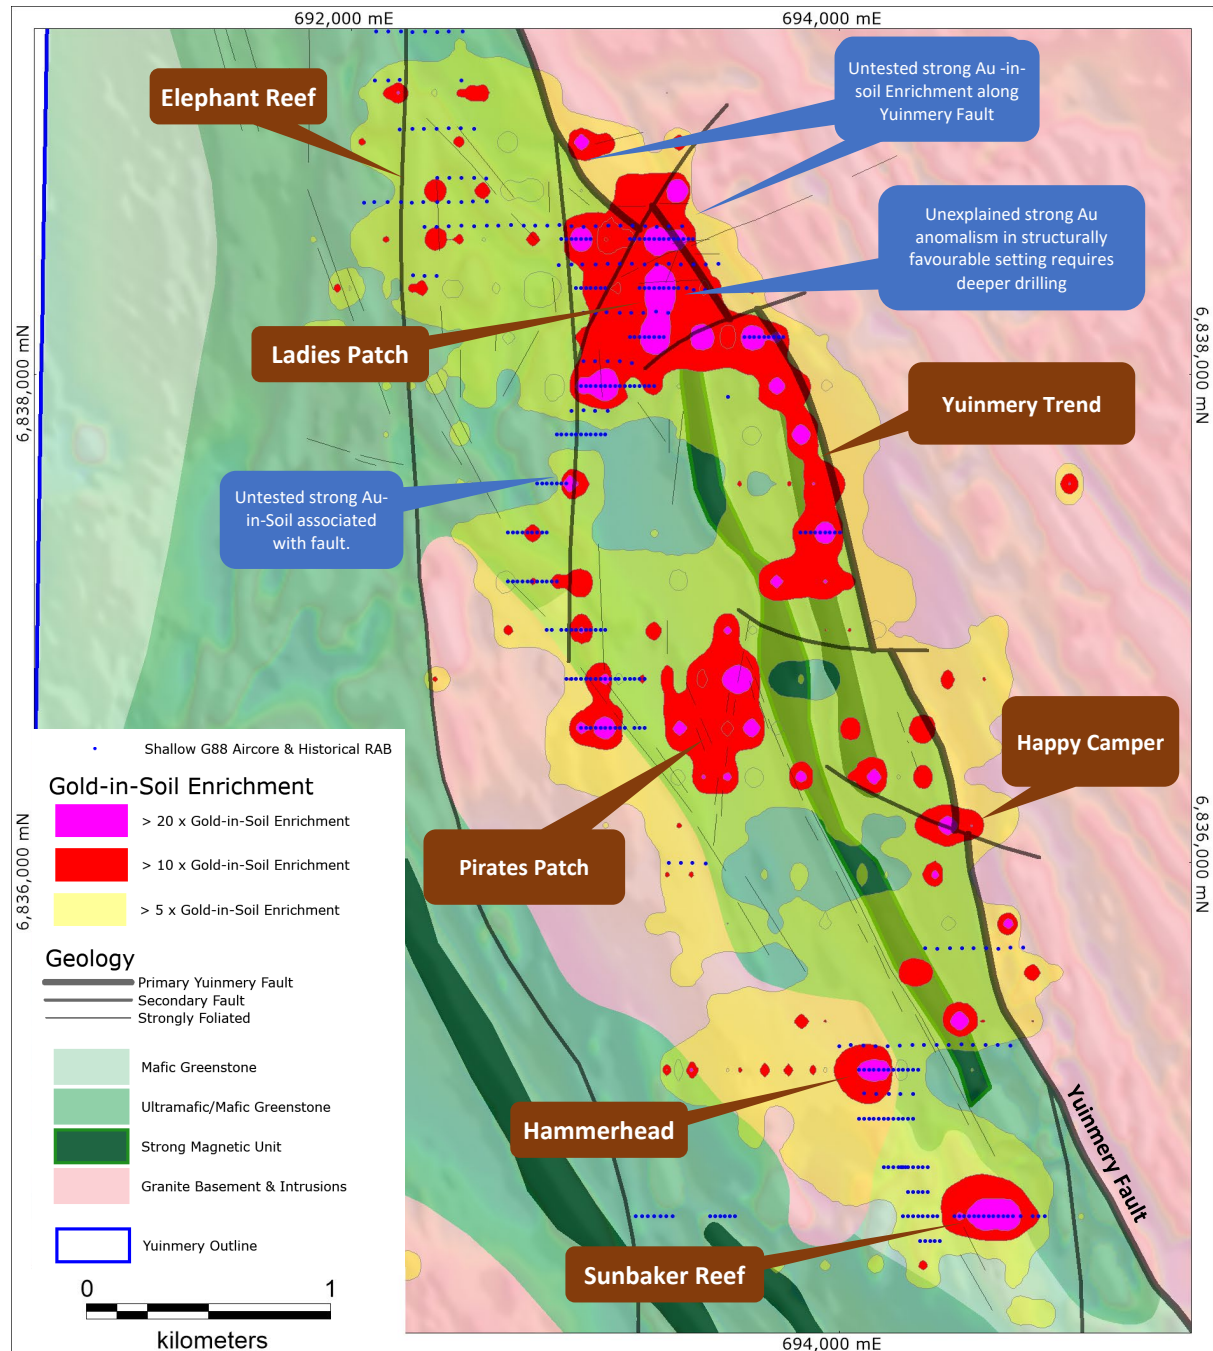 692,000 mE
694,000 mE
Elephant Reef
Untested strong Au -in-
soil Enrichment along
Yuinmery Fault
Unexplained strong Au
anomalism in structurally
favourable setting requires
deeper drilling
Ladies Patch
6,838,000 mN
6,838,000 mN
Yuinmery Trend
Untested strong Au-
in-Soil associated
with fault.
Happy Camper
Pirates Patch
6,836,000 mN
6,836,000 mN
Shallow G88 Aircore & Historical RAB
Gold-in-Soil Enrichment
> 20 x Gold-in-Soil Enrichment
> 10 x Gold-in-Soil Enrichment
> 5 x Gold-in-Soil Enrichment
Geology
Primary Yuinmery Fault
Secondary Fault
Strongly Foliated
Mafic Greenstone
Ultramafic/Mafic Greenstone
Strong Magnetic Unit
Granite Basement & Intrusions
Yuinmery Outline
0 1
kilometers
Hammerhead
Yuinmery Fault
Sunbaker Reef
694,000 mE